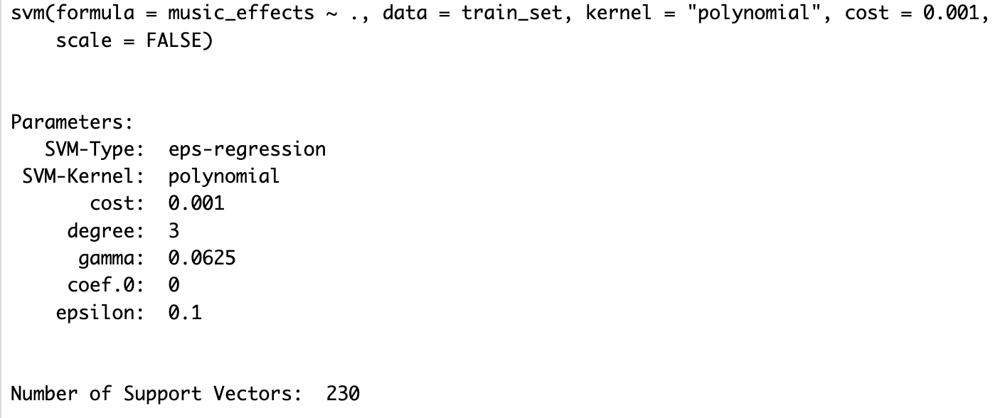 svm(formula = music_effects ~ ., data = train_set, kernel = "polynomial", cost = 0.001,
    scale = FALSE)
Parameters:
   SVM-Type:  eps-regression
 SVM-Kernel:  polynomial
       cost:  0.001
     degree:  3
      gamma:  0.0625
     coef.0:  0
    epsilon:  0.1
Number of Support Vectors:  230